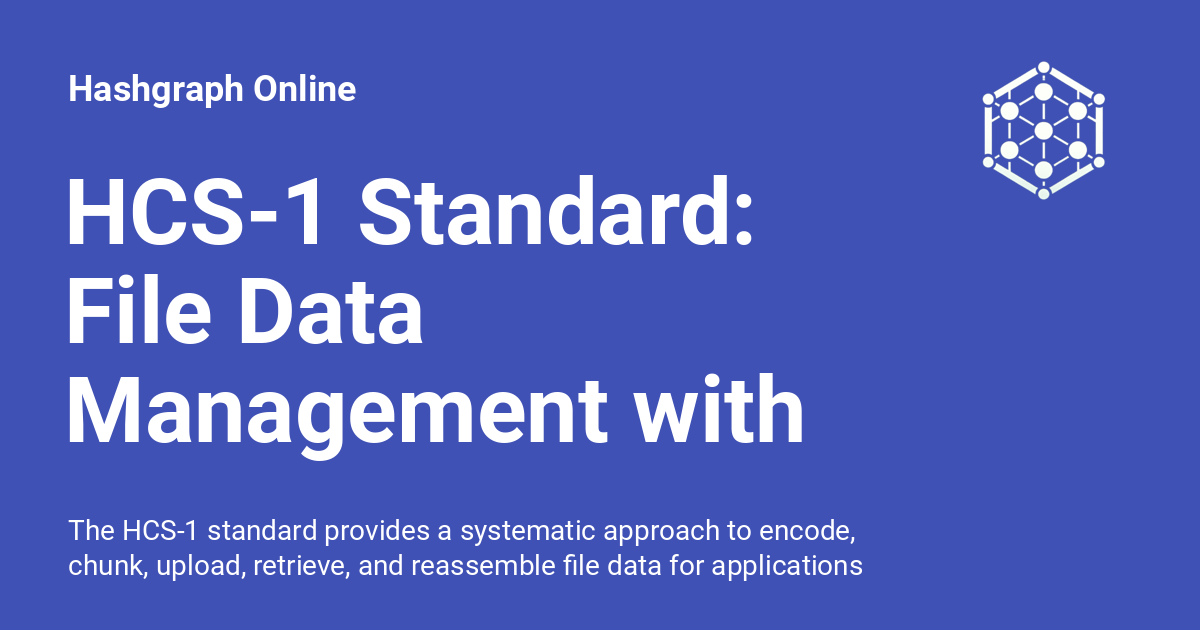 Hashgraph Online
HCS-1 Standard:
File Data
Management with
The HCS-1 standard provides a systematic approach to encode,
chunk, upload, retrieve, and reassemble file data for applications